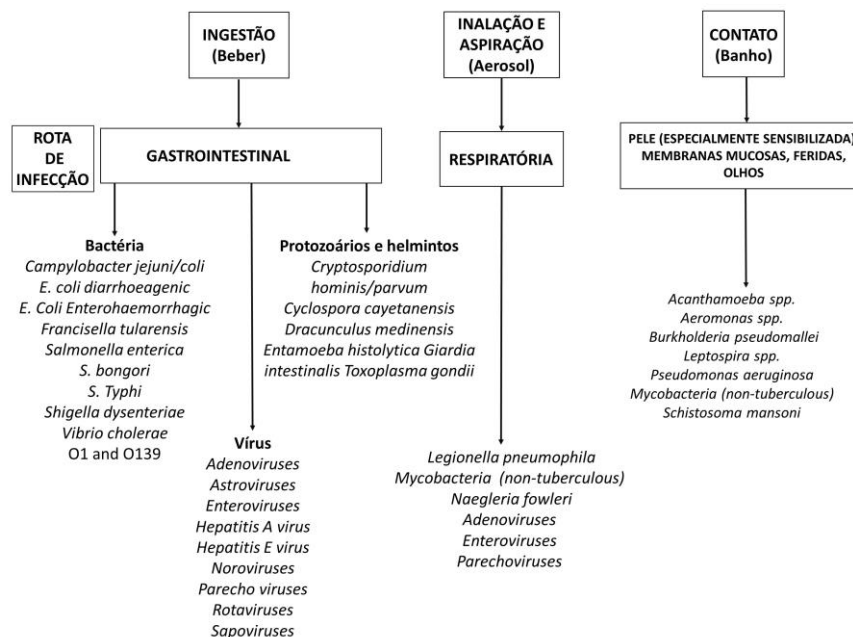 INGESTÃO
(Beber)
INALAÇÃO E
ASPIRAÇÃO
(Aerosol)
CONTATO
(Banho)
ROTA
DE
INFECÇÃO
GASTROINTESTINAL
RESPIRATÓRIA
PELE (ESPECIALMENTE SENSIBILIZADA)
MEMBRANAS MUCOSAS, FERIDAS,
OLHOS
Bactéria
Campylobacter jejuni/coli
E. coli diarrhoeagenic
E. Coli Enterohaemorrhagic
Francisella tularensis
Salmonella enterica
S. bongori
S. Typhi
Shigella dysenteriae
Vibrio cholerae
O1 and O139
Vírus
Adenoviruses
Astroviruses
Enteroviruses
Hepatitis A virus
Hepatitis E virus
Noroviruses
Parecho viruses
Rotaviruses
Sapoviruses
Protozoários e helmintos
Cryptosporidium
hominis/parvum
Cyclospora cayetanensis
Dracunculus medinensis
Entamoeba histolytica Giardia
intestinalis Toxoplasma gondii
Legionella pneumophila
Mycobacteria (non-tuberculous)
Naegleria fowleri
Adenoviruses
Enteroviruses
Parechoviruses
Acanthamoeba spp.
Aeromonas spp.
Burkholderia pseudomallei
Leptospira spp.
Pseudomonas aeruginosa
Mycobacteria (non-tuberculous)
Schistosoma mansoni